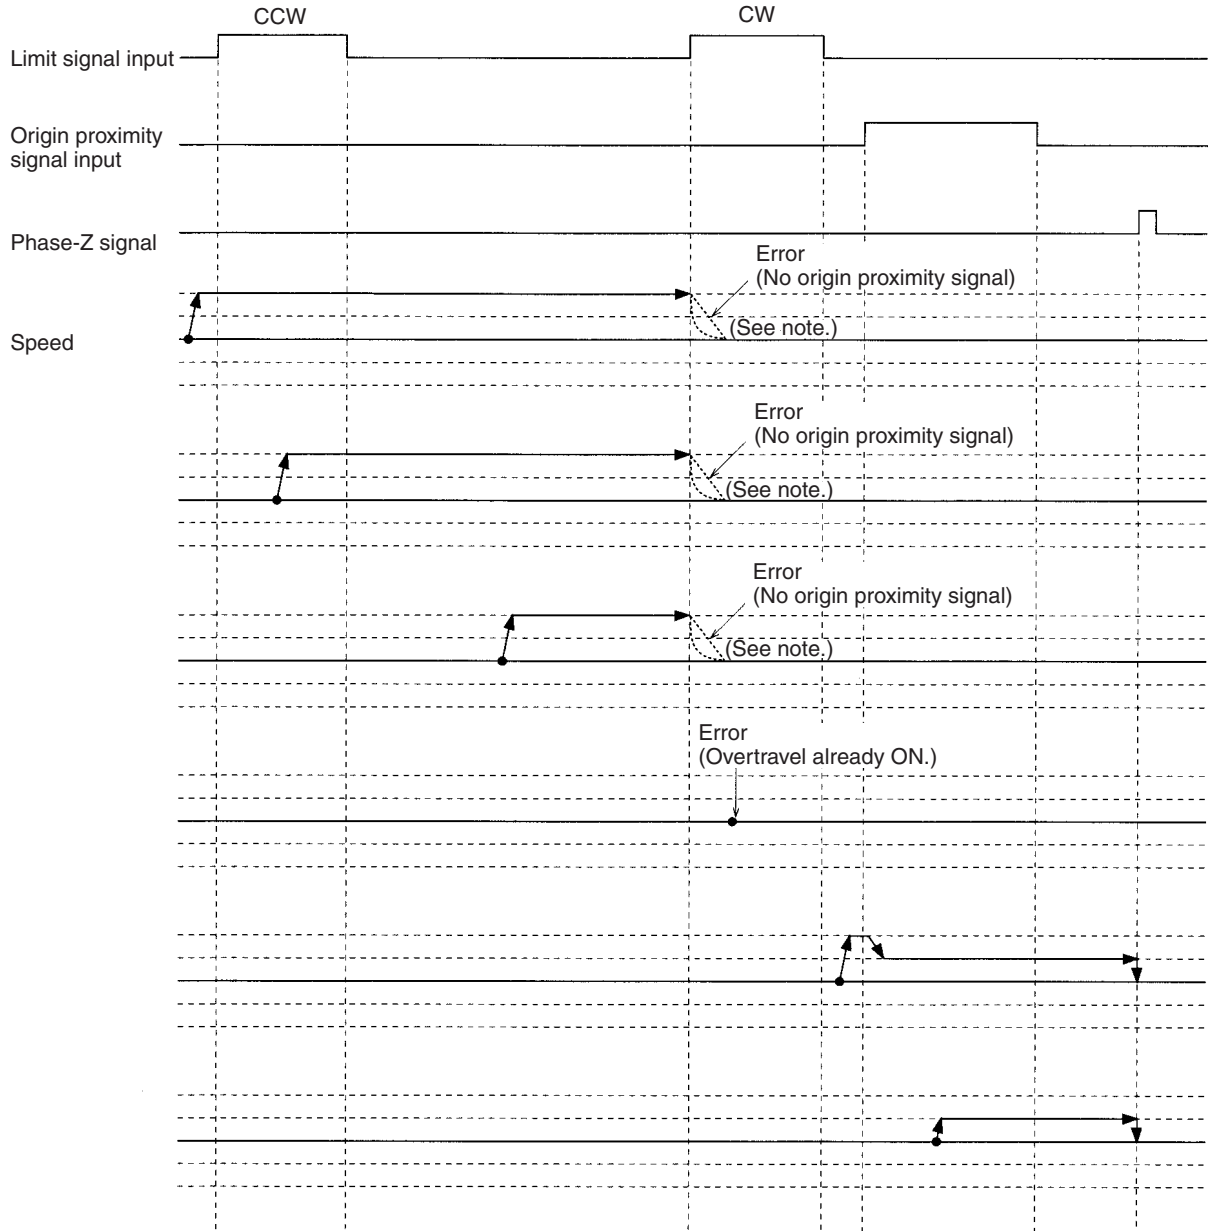 CCW
CW
Limit signal input
Origin proximity
signal input
Phase-Z signal
Error
(No origin proximity signal)
(See note.)
Speed
Error
(No origin proximity signal)
(See note.)
Error
(No origin proximity signal)
(See note.)
Error
(Overtravel already ON.)